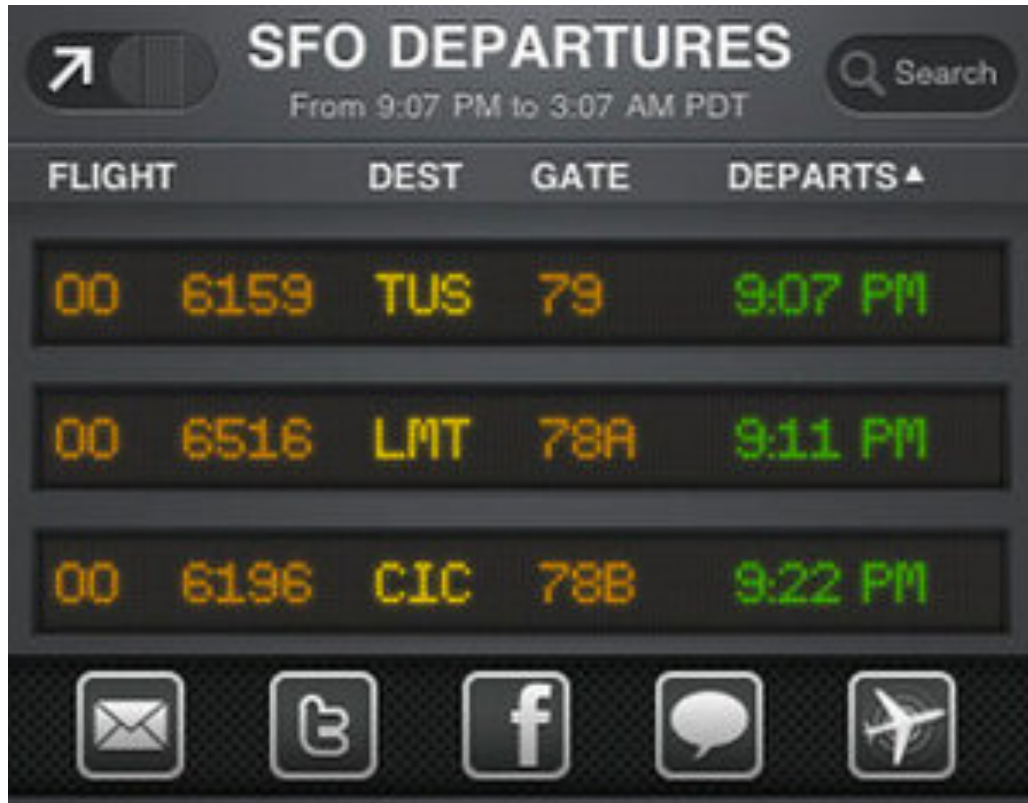 SFO DEPARTURES
Search
From 9:07 PM to 3:07 AM PDT
FLIGHT DEST GATE DEPARTS
OO 6159 TUS 79 9:07 PM
OO 6516 LMT 78A 9:11 PM
OO 6196 CIC 78B 9:22 PM